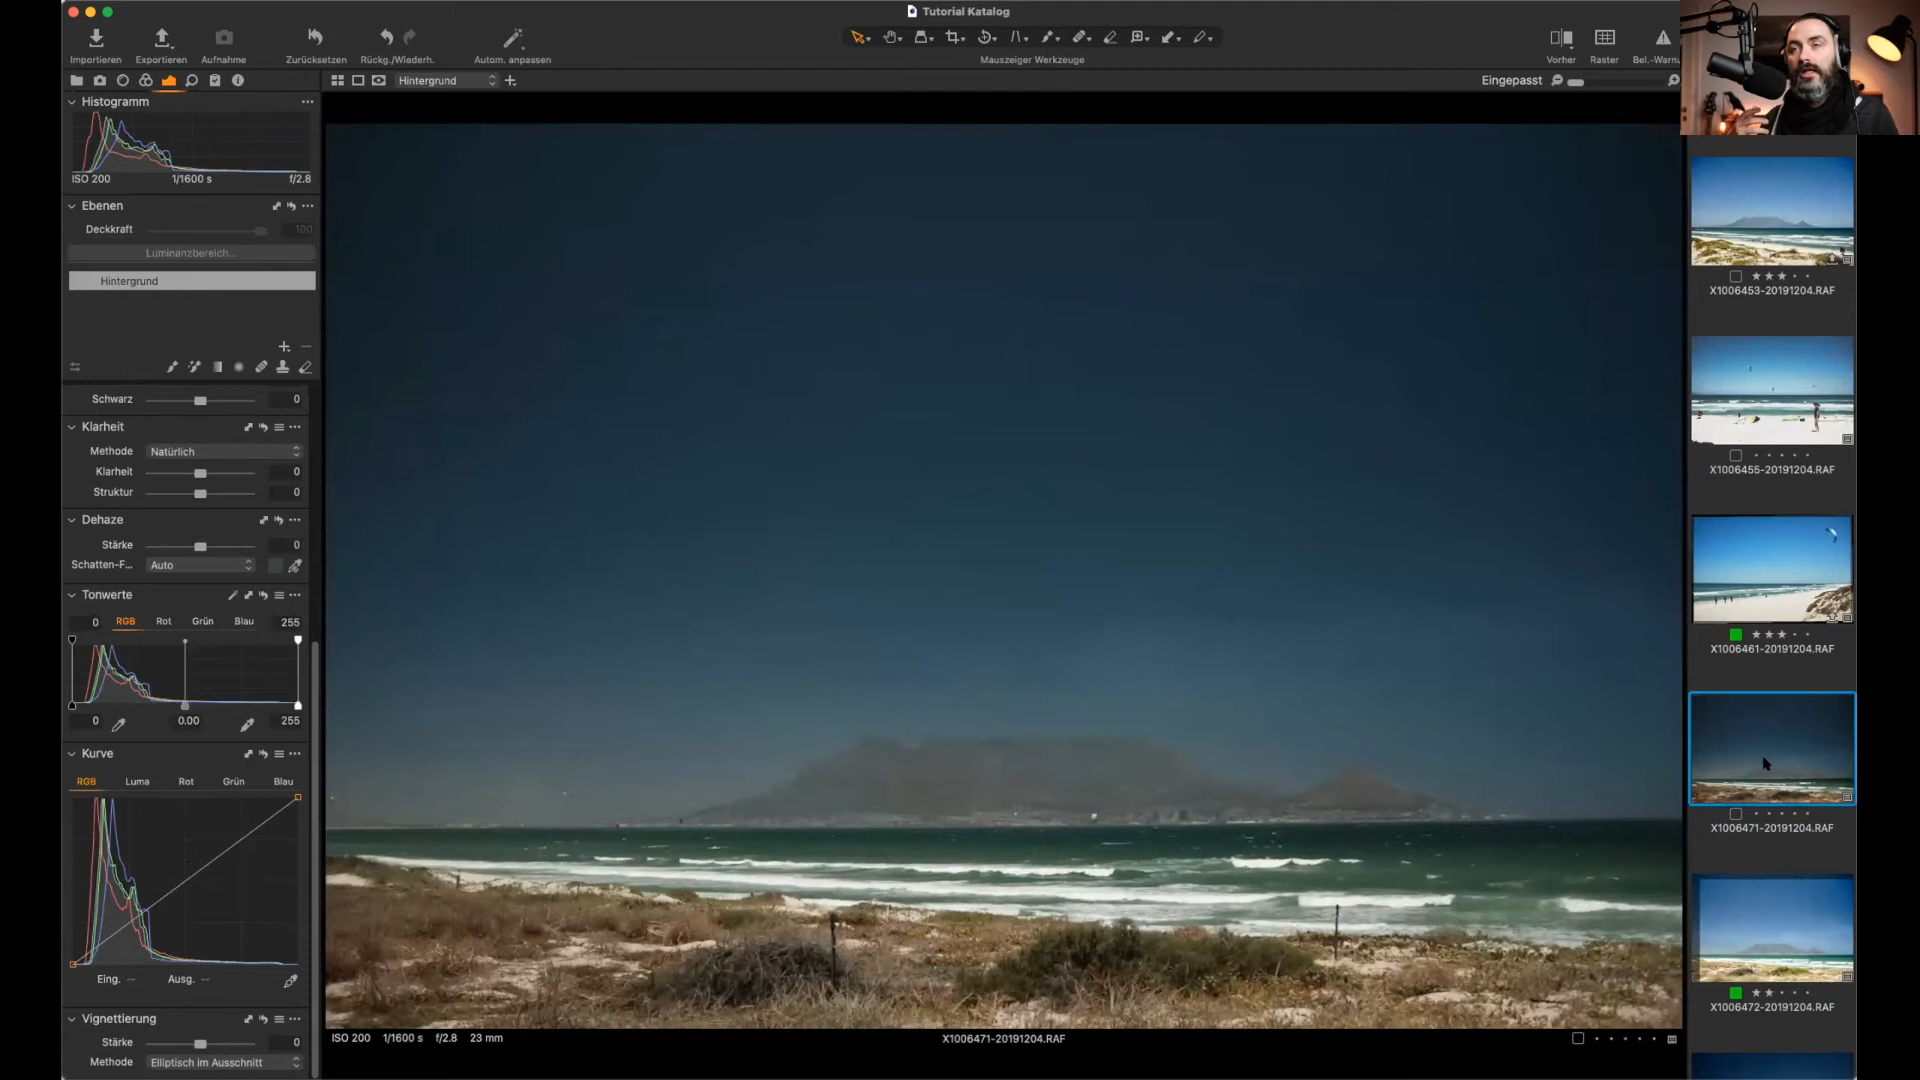 Tutorial Katalog
Importieren Exportieren Aufnahme Zurücksetzen Rückg./Wiederh. Autom. anpassen Mauszeiger Werkzeuge Vorher Raster Bel.-Warnu
Hintergrund Eingepasst
Histogramm
ISO 200 1/1600 s f/2.8
Ebenen
Deckkraft 100
Luminanzbereich...
Hintergrund
Schwarz 0
Klarheit
Methode Natürlich
Klarheit 0
Struktur 0
Dehaze
Stärke 0
Schatten-F... Auto
Tonwerte
0 RGB Rot Grün Blau 255
0 0.00 255
Kurve
RGB Luma Rot Grün Blau
Eing. -- Ausg. --
Vignettierung
Stärke 0
Methode Elliptisch im Ausschnitt
ISO 200 1/1600 s f/2.8 23 mm X1006471-20191204.RAF
X1006453-20191204.RAF
X1006455-20191204.RAF
X1006461-20191204.RAF
X1006471-20191204.RAF
X1006472-20191204.RAF